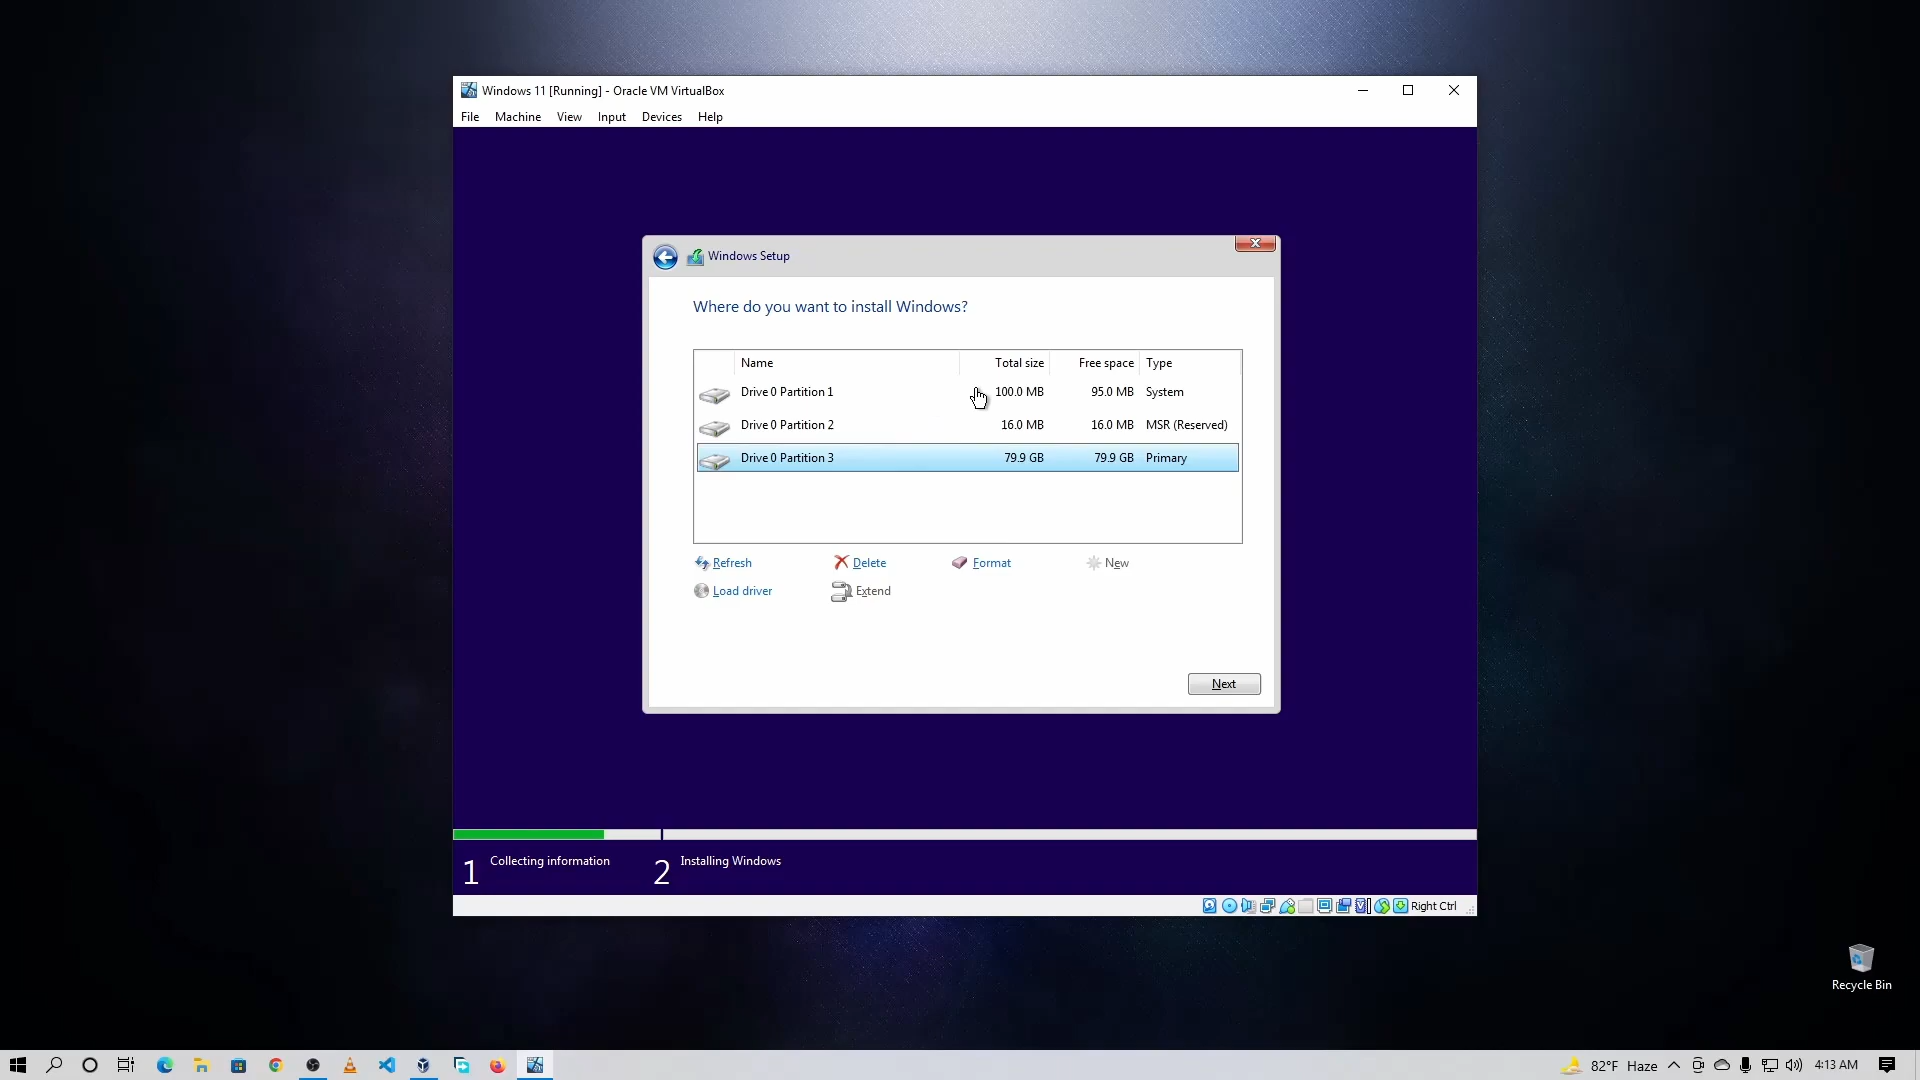 Windows 11 [Running] - Oracle VM VirtualBox
File Machine View Input Devices Help
Windows Setup
Where do you want to install Windows?
Name Total size Free space Type
Drive 0 Partition 1 100.0 MB 95.0 MB System
Drive 0 Partition 2 16.0 MB 16.0 MB MSR (Reserved)
Drive 0 Partition 3 79.9 GB 79.9 GB Primary
Refresh Delete Format New
Load driver Extend
Next
1 Collecting information 2 Installing Windows
Right Ctrl
Recycle Bin
82°F Haze 4:13 AM